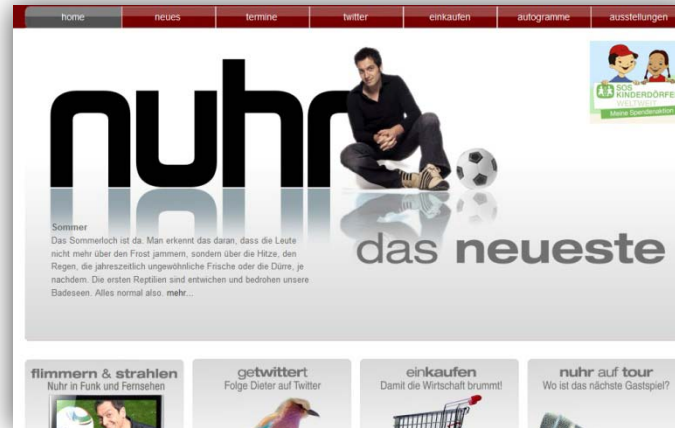 home neues termine twitter einkaufen autogramme ausstellungen
nuhr
SOS
KINDERDÖRFE
WELTWEIT
Meine Spendenaktion
Sommer
Das Sommerloch ist da. Man erkennt das daran, dass die Leute
nicht mehr über den Frost jammern, sondern über die Hitze, den
Regen, die jahreszeitlich ungewöhnliche Frische oder die Dürre, je
nachdem. Die ersten Reptilien sind entwichen und bedrohen unsere
Badeseen. Alles normal also. mehr...
das neueste
flimmern & strahlen
Nuhr in Funk und Fernsehen
getwittert
Folge Dieter auf Twitter
einkaufen
Damit die Wirtschaft brummt!
nuhr auf tour
Wo ist das nächste Gastspiel?